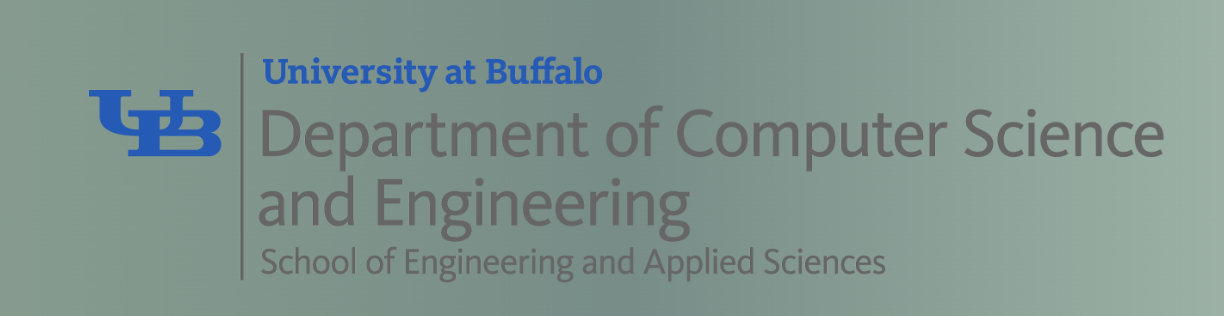 UB
University at Buffalo
Department of Computer Science
and Engineering
School of Engineering and Applied Sciences